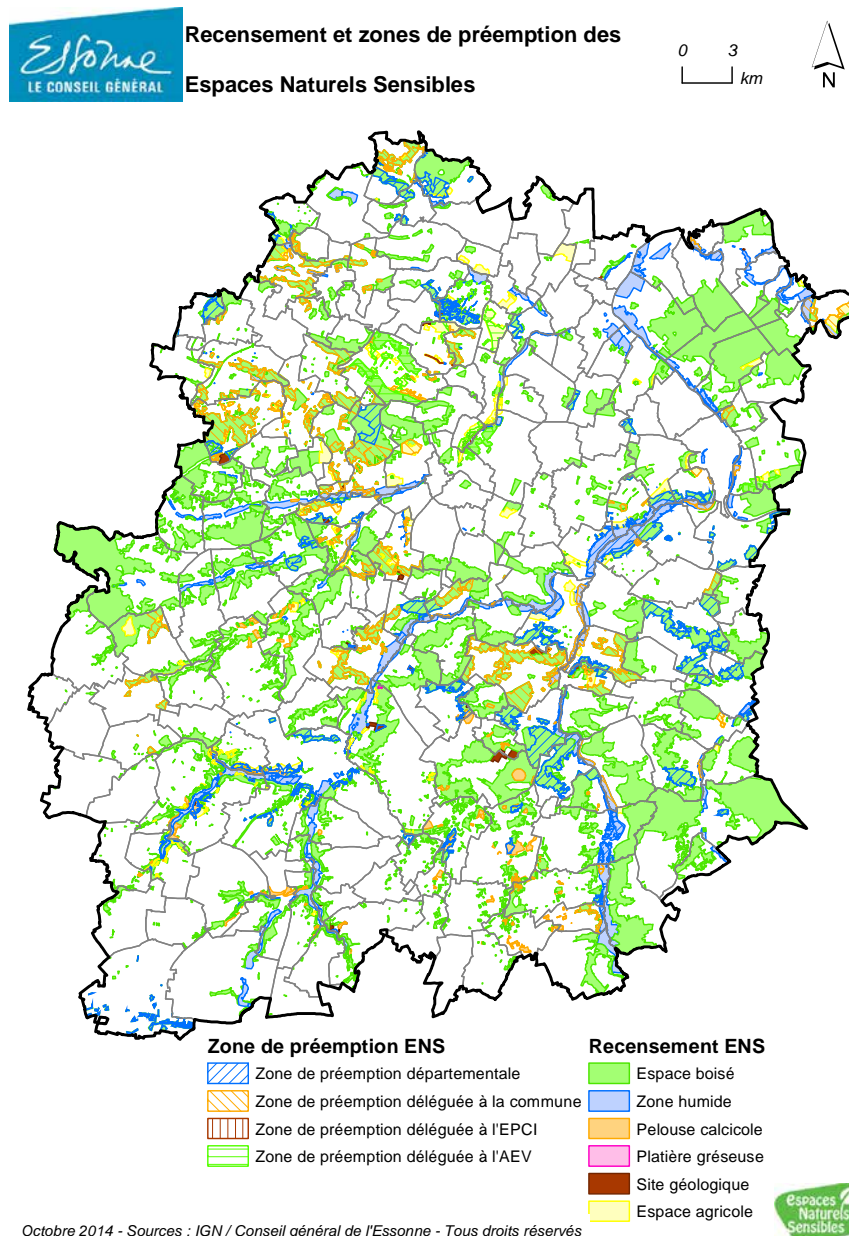 Essonne
LE CONSEIL GÉNÉRAL
Recensement et zones de préemption des
Espaces Naturels Sensibles
0 3
km
N
Zone de préemption ENS
Zone de préemption départementale
Zone de préemption déléguée à la commune
Zone de préemption déléguée à l'EPCI
Zone de préemption déléguée à l'AEV
Recensement ENS
Espace boisé
Zone humide
Pelouse calcicole
Platière gréseuse
Site géologique
Espace agricole
espaces
Naturels
Sensibles
Octobre 2014 - Sources : IGN / Conseil général de l'Essonne - Tous droits réservés